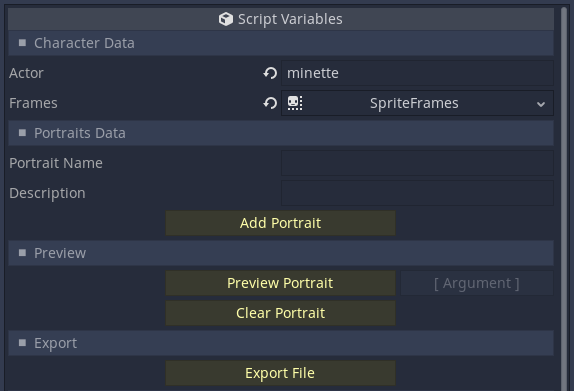 Script Variables
Character Data
Actor minette
Frames SpriteFrames
Portraits Data
Portrait Name
Description
Add Portrait
Preview
Preview Portrait [ Argument ]
Clear Portrait
Export
Export File